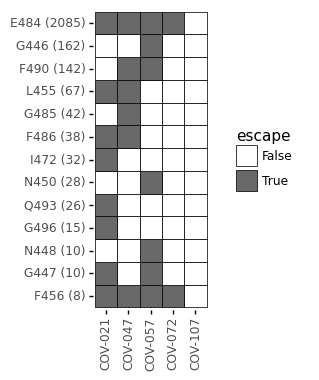 E484 (2085)
G446 (162)
F490 (142)
L455 (67)
G485 (42)
F486 (38)
I472 (32)
N450 (28)
Q493 (26)
G496 (15)
N448 (10)
G447 (10)
F456 (8)
COV-021
COV-047
COV-057
COV-072
COV-107
escape
False
True